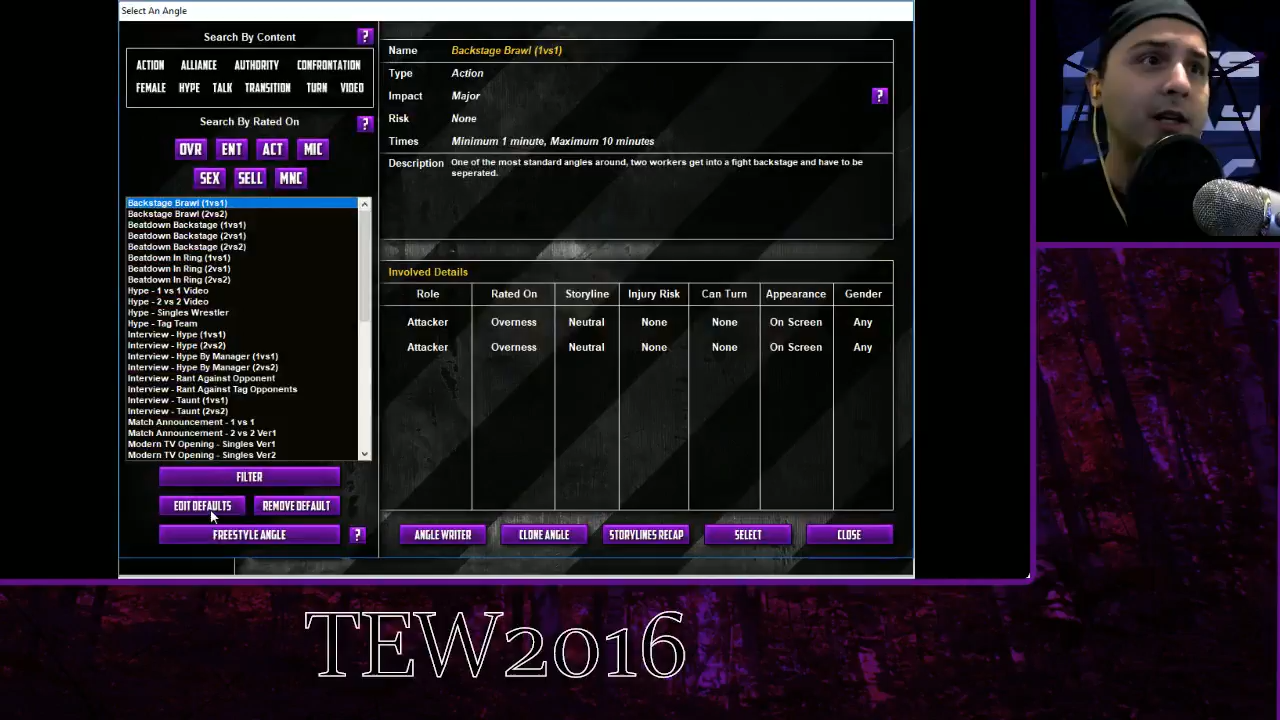 Select An Angle
Search By Content
?
ACTION ALLIANCE AUTHORITY CONFRONTATION
FEMALE HYPE TALK TRANSITION TURN VIDEO
Search By Rated On
?
OVR ENT ACT MIC
SEX SELL MNC
Backstage Brawl (1vs1)
Backstage Brawl (2vs2)
Beatdown Backstage (1vs1)
Beatdown Backstage (2vs1)
Beatdown Backstage (2vs2)
Beatdown In Ring (1vs1)
Beatdown In Ring (2vs1)
Beatdown In Ring (2vs2)
Hype - 1 vs 1 Video
Hype - 2 vs 2 Video
Hype - Singles Wrestler
Hype - Tag Team
Interview - Hype (1vs1)
Interview - Hype (2vs2)
Interview - Hype By Manager (1vs1)
Interview - Hype By Manager (2vs2)
Interview - Rant Against Opponent
Interview - Rant Against Tag Opponents
Interview - Taunt (1vs1)
Interview - Taunt (2vs2)
Match Announcement - 1 vs 1
Match Announcement - 2 vs 2 Ver1
Modern TV Opening - Singles Ver1
Modern TV Opening - Singles Ver2
FILTER
EDIT DEFAULTS REMOVE DEFAULT
FREESTYLE ANGLE ?
Name Backstage Brawl (1vs1)
Type Action
Impact Major ?
Risk None
Times Minimum 1 minute, Maximum 10 minutes
Description One of the most standard angles around, two workers get into a fight backstage and have to be
seperated.
Involved Details
Role Rated On Storyline Injury Risk Can Turn Appearance Gender
Attacker Overness Neutral None None On Screen Any
Attacker Overness Neutral None None On Screen Any
ANGLE WRITER CLONE ANGLE STORYLINES RECAP SELECT CLOSE
TEW2016